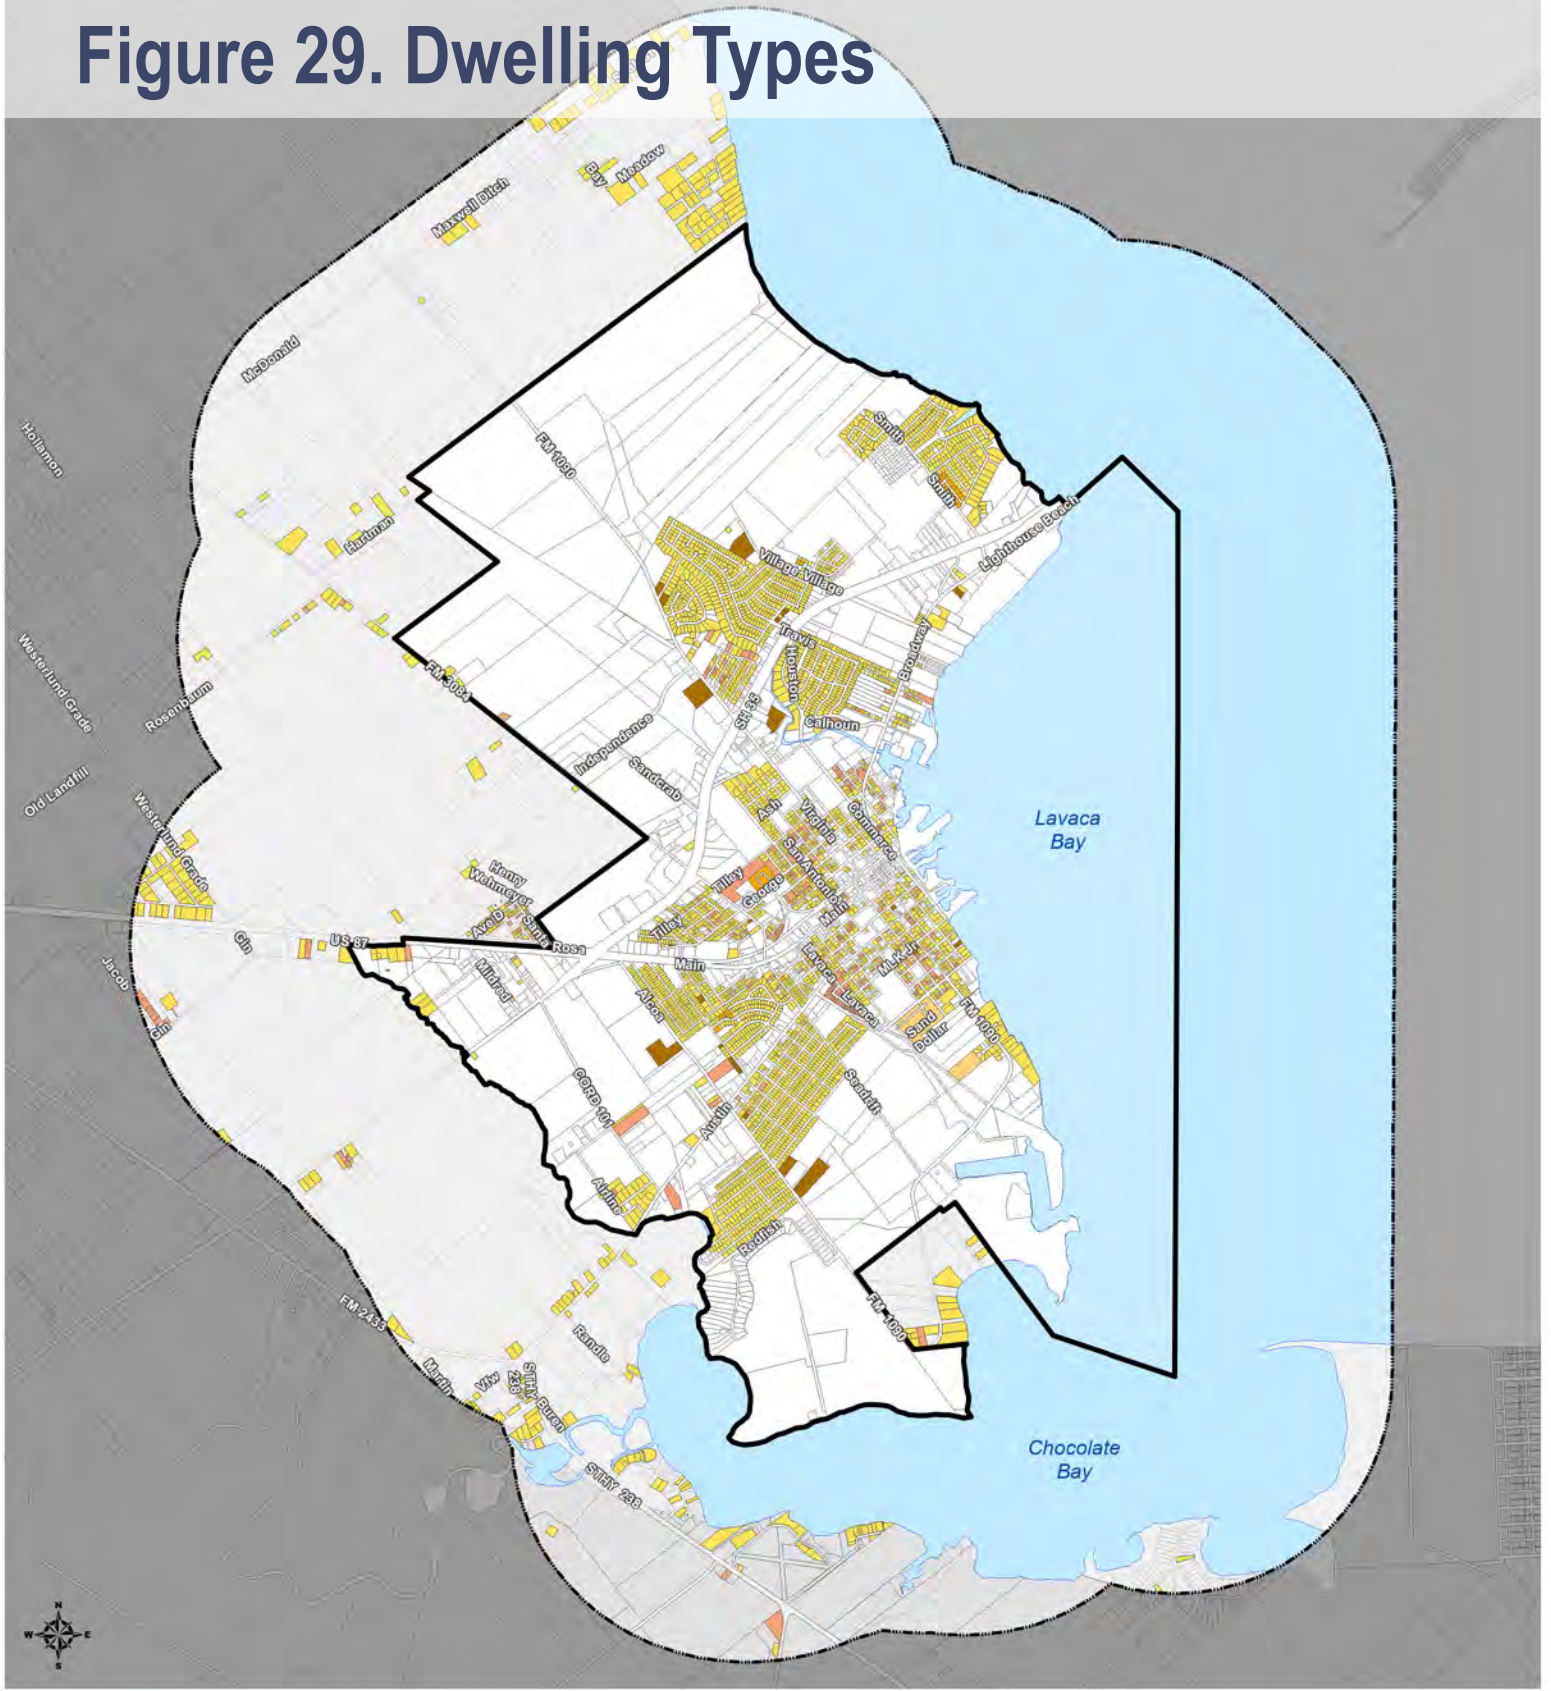 Figure 29. Dwelling Types
Meadow
Bay
Maxwell Ditch
McDonald
Hollamon
FM 1090
Smith
Smith
Lighthouse Beach
Hartman
Village Village
Travis
Houston
Broadway
Westerlund Grade
FM 3084
Rosenbaum
SH 35
Calhoun
Independence
Sandcrab
Old Landfill
Westerlund Grade
Ash
Virginia
Commerce
Lavaca
Bay
San Antonio
Tilley
George
Henry
Wehmeyer
Main
Ave D
Santa Rosa
Tilley
US 87
Gin
Main
Lavaca
MLK Jr
Jacob
Mildred
Alcoa
Lavaca
FM 1090
Sand
Dollar
Gin
CORD 101
Seadrift
Austin
Airline
Redfish
FM 1090
FM 2433
Randle
Martin
Vfw
STHY
238
Buren
Chocolate
Bay
STHY 238
N
W
E
S